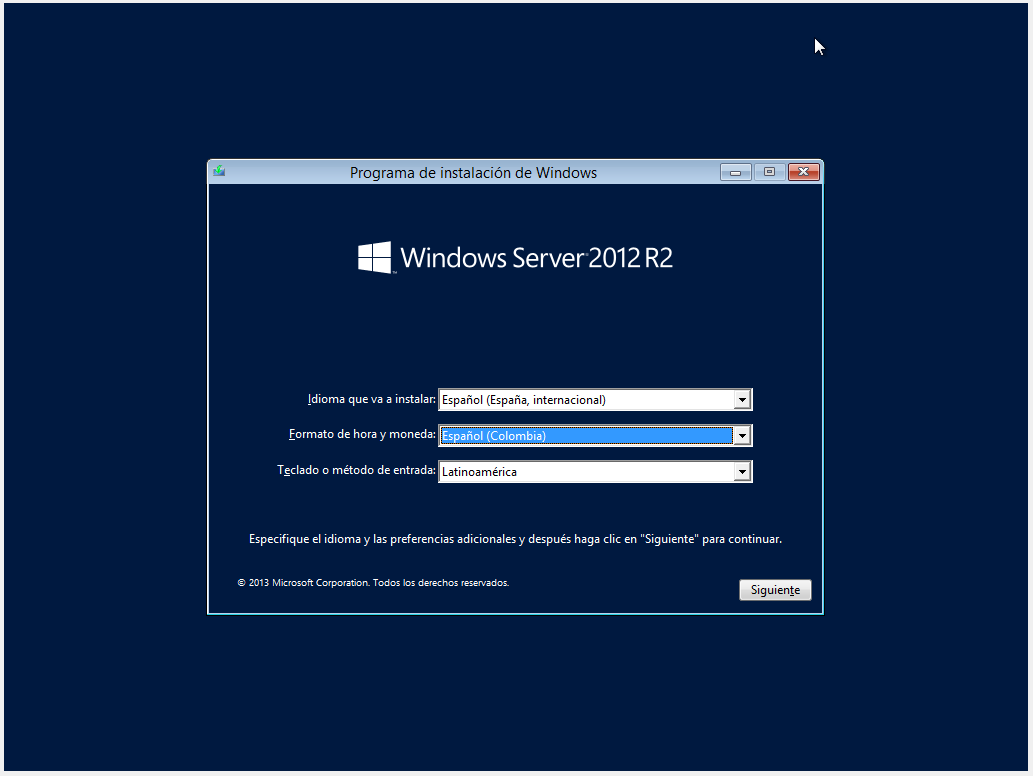 Programa de instalación de Windows
Windows Server 2012 R2
Idioma que va a instalar: Español (España, internacional)
Formato de hora y moneda: Español (Colombia)
Teclado o método de entrada: Latinoamérica
Especifique el idioma y las preferencias adicionales y después haga clic en "Siguiente" para continuar.
© 2013 Microsoft Corporation. Todos los derechos reservados.
Siguiente